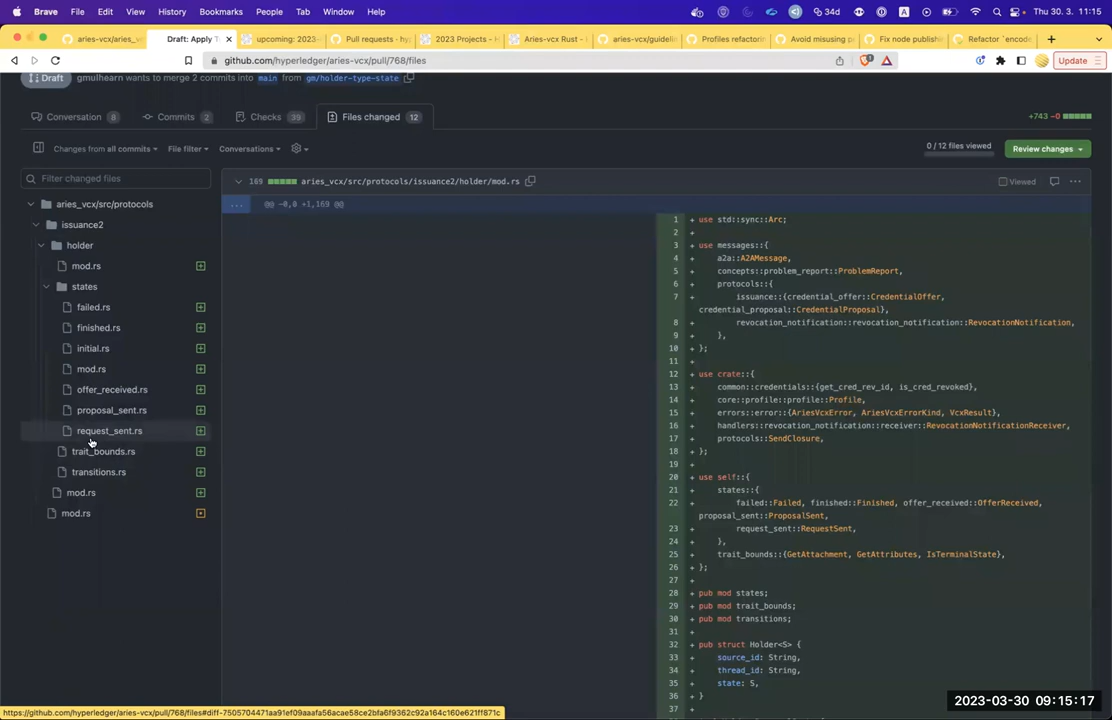 Brave File Edit View History Bookmarks People Tab Window Help 34d A Thu 30. 3. 11:15
aries-vcx/aries_v Draft: Apply T upcoming: 2023- Pull requests · hyp 2023 Projects - H Aries-vcx Rust - aries-vcx/guidelin Profiles refactorin Avoid misusing p Fix node publishin Refactor `encode
github.com/hyperledger/aries-vcx/pull/768/files Update
Draft gmulhearn wants to merge 2 commits into main from gm/holder-type-state
Conversation 8 Commits 2 Checks 39 Files changed 12 +743 −0
Changes from all commits File filter Conversations 0 / 12 files viewed Review changes
Filter changed files
169 aries_vcx/src/protocols/issuance2/holder/mod.rs Viewed
aries_vcx/src/protocols
issuance2
holder
mod.rs
states
failed.rs
finished.rs
initial.rs
mod.rs
offer_received.rs
proposal_sent.rs
request_sent.rs
trait_bounds.rs
transitions.rs
mod.rs
mod.rs
... @@ -0,0 +1,169 @@
1 + use std::sync::Arc;
2 +
3 + use messages::{
4 + a2a::A2AMessage,
5 + concepts::problem_report::ProblemReport,
6 + protocols::{
7 + issuance::{credential_offer::CredentialOffer,
credential_proposal::CredentialProposal},
8 + revocation_notification::revocation_notification::RevocationNotification,
9 + },
10 + };
11 +
12 + use crate::{
13 + common::credentials::{get_cred_rev_id, is_cred_revoked},
14 + core::profile::profile::Profile,
15 + errors::error::{AriesVcxError, AriesVcxErrorKind, VcxResult},
16 + handlers::revocation_notification::receiver::RevocationNotificationReceiver,
17 + protocols::SendClosure,
18 + };
19 +
20 + use self::{
21 + states::{
22 + failed::Failed, finished::Finished, offer_received::OfferReceived,
proposal_sent::ProposalSent,
23 + request_sent::RequestSent,
24 + },
25 + trait_bounds::{GetAttachment, GetAttributes, IsTerminalState},
26 + };
27 +
28 + pub mod states;
29 + pub mod trait_bounds;
30 + pub mod transitions;
31 +
32 + pub struct Holder<S> {
33 + source_id: String,
34 + thread_id: String,
35 + state: S,
36 + }
37 +
https://github.com/hyperledger/aries-vcx/pull/768/files#diff-7505704471aa91ef09aaafa56acae58ce2bfa6f9362c92a164c160e621ff871c
2023-03-30 09:15:17